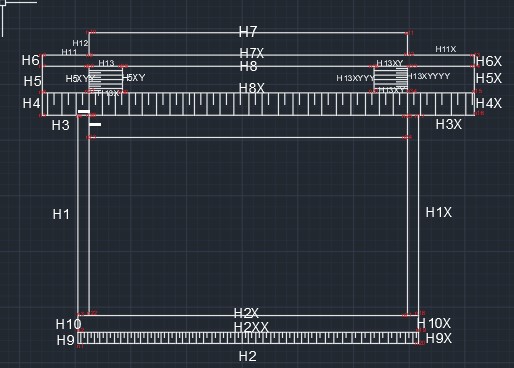 H7
H12
H11 H7X H11X
H6 H13 H8 H13XY H6X
H5 H5XYY H5XY H13XYYY H13XYYYY H5X
H13X H8X H13XY
H4 H4X
H3 H3X
H1 H1X
H2X
H10 H2XX H10X
H9 H9X
H2